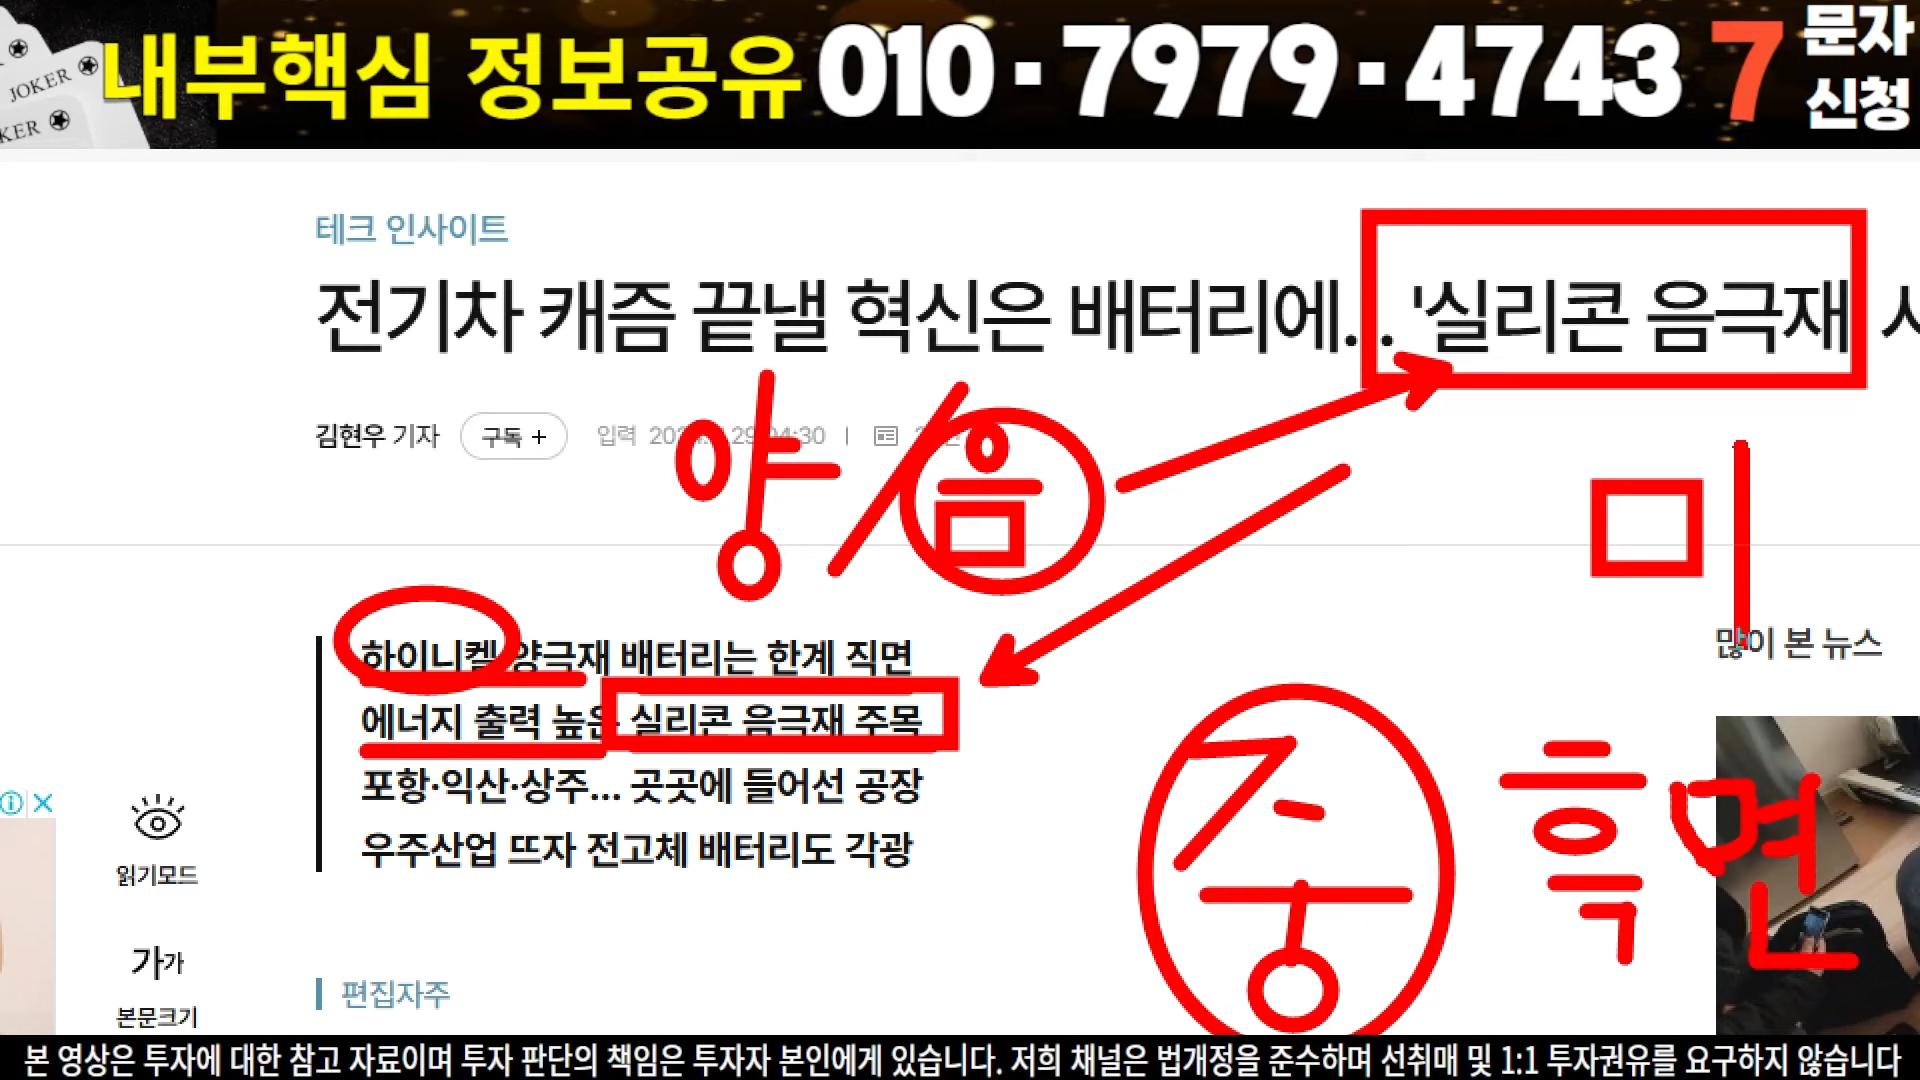 JOKER
KER
내부핵심 정보공유 010·7979·4743 7 문자 신청
테크 인사이트
전기차 캐즘 끝낼 혁신은 배터리에... '실리콘 음극재
김현우 기자 구독 + 입력
양/음
미
하이니켈 양극재 배터리는 한계 직면
많이 본 뉴스
에너지 출력 높은 실리콘 음극재 주목
포항·익산·상주... 곳곳에 들어선 공장
우주산업 뜨자 전고체 배터리도 각광
중 흑연
읽기모드
가가
본문크기
편집자주
본 영상은 투자에 대한 참고 자료이며 투자 판단의 책임은 투자자 본인에게 있습니다. 저희 채널은 법개정을 준수하며 선취매 및 1:1 투자권유를 요구하지 않습니다